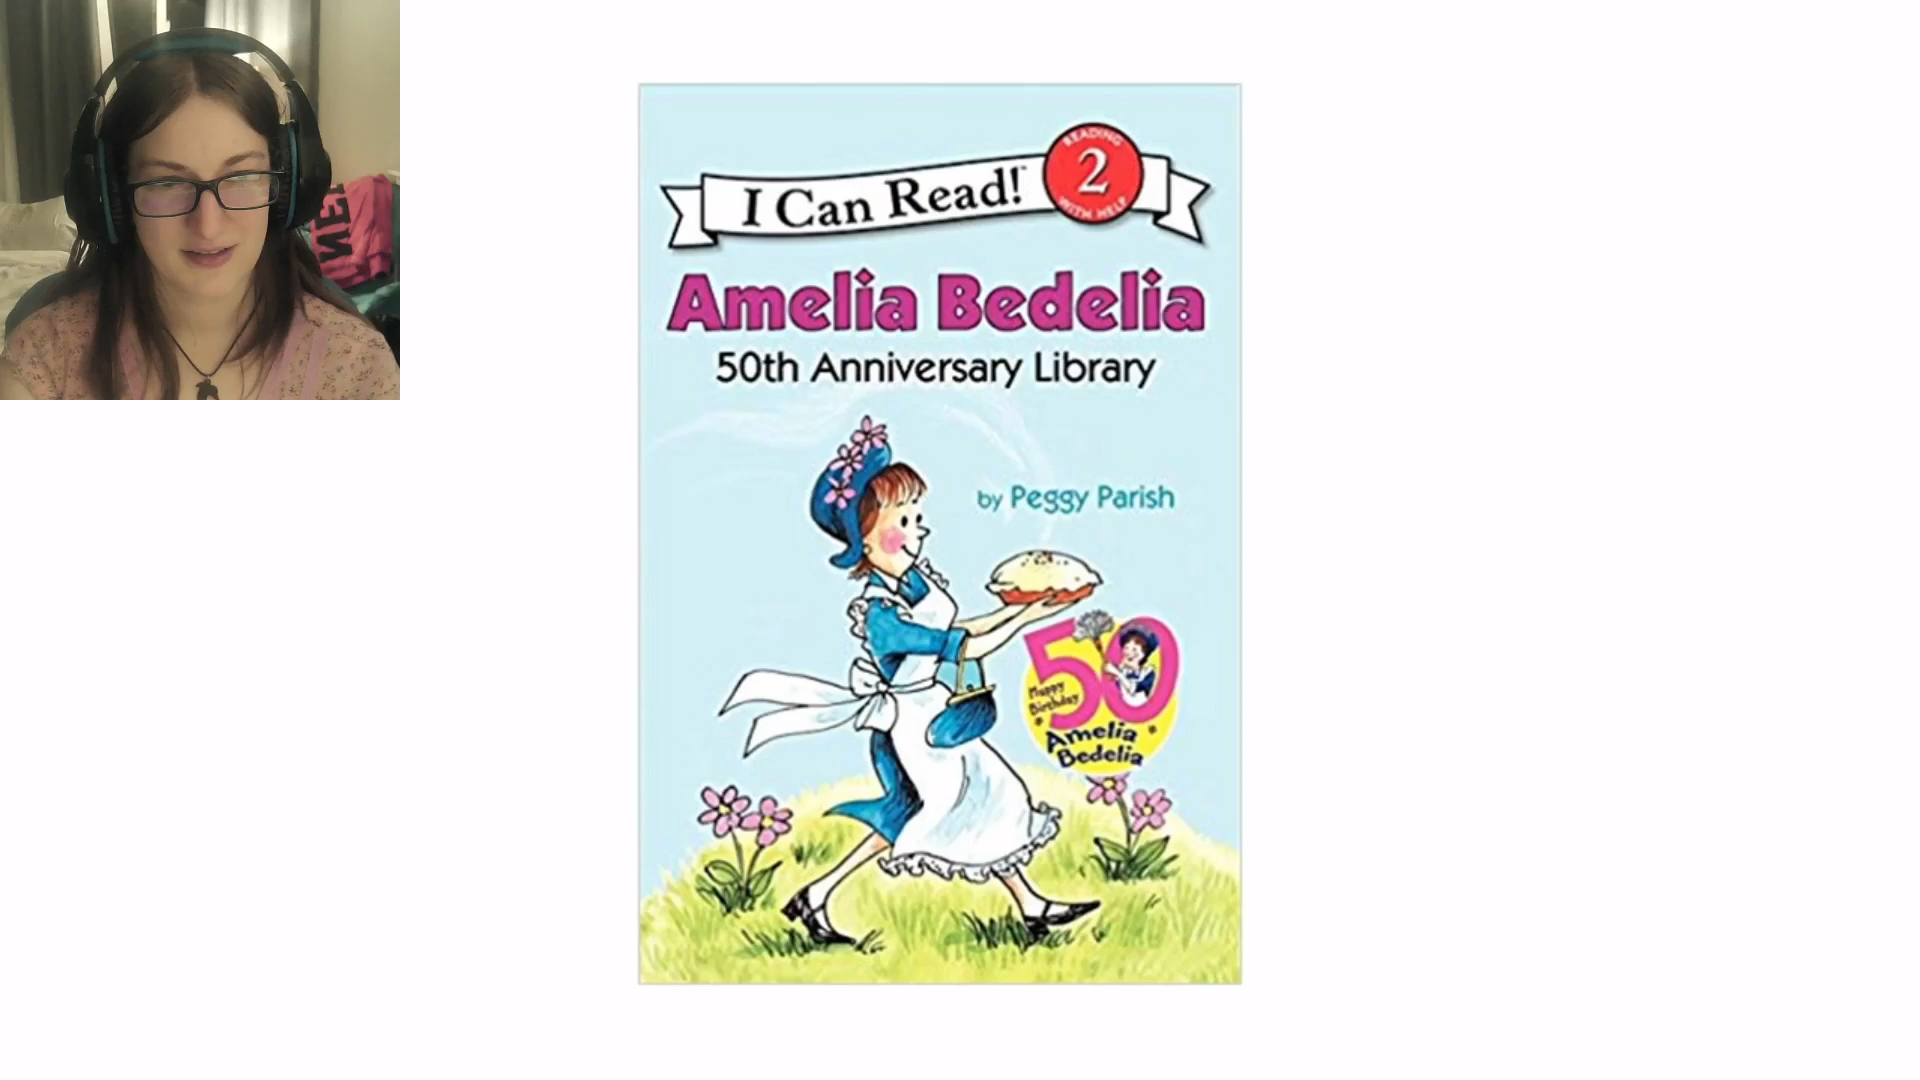 I Can Read!
READING
2
WITH HELP
Amelia Bedelia
50th Anniversary Library
by Peggy Parish
50
Happy
Birthday
Amelia
Bedelia